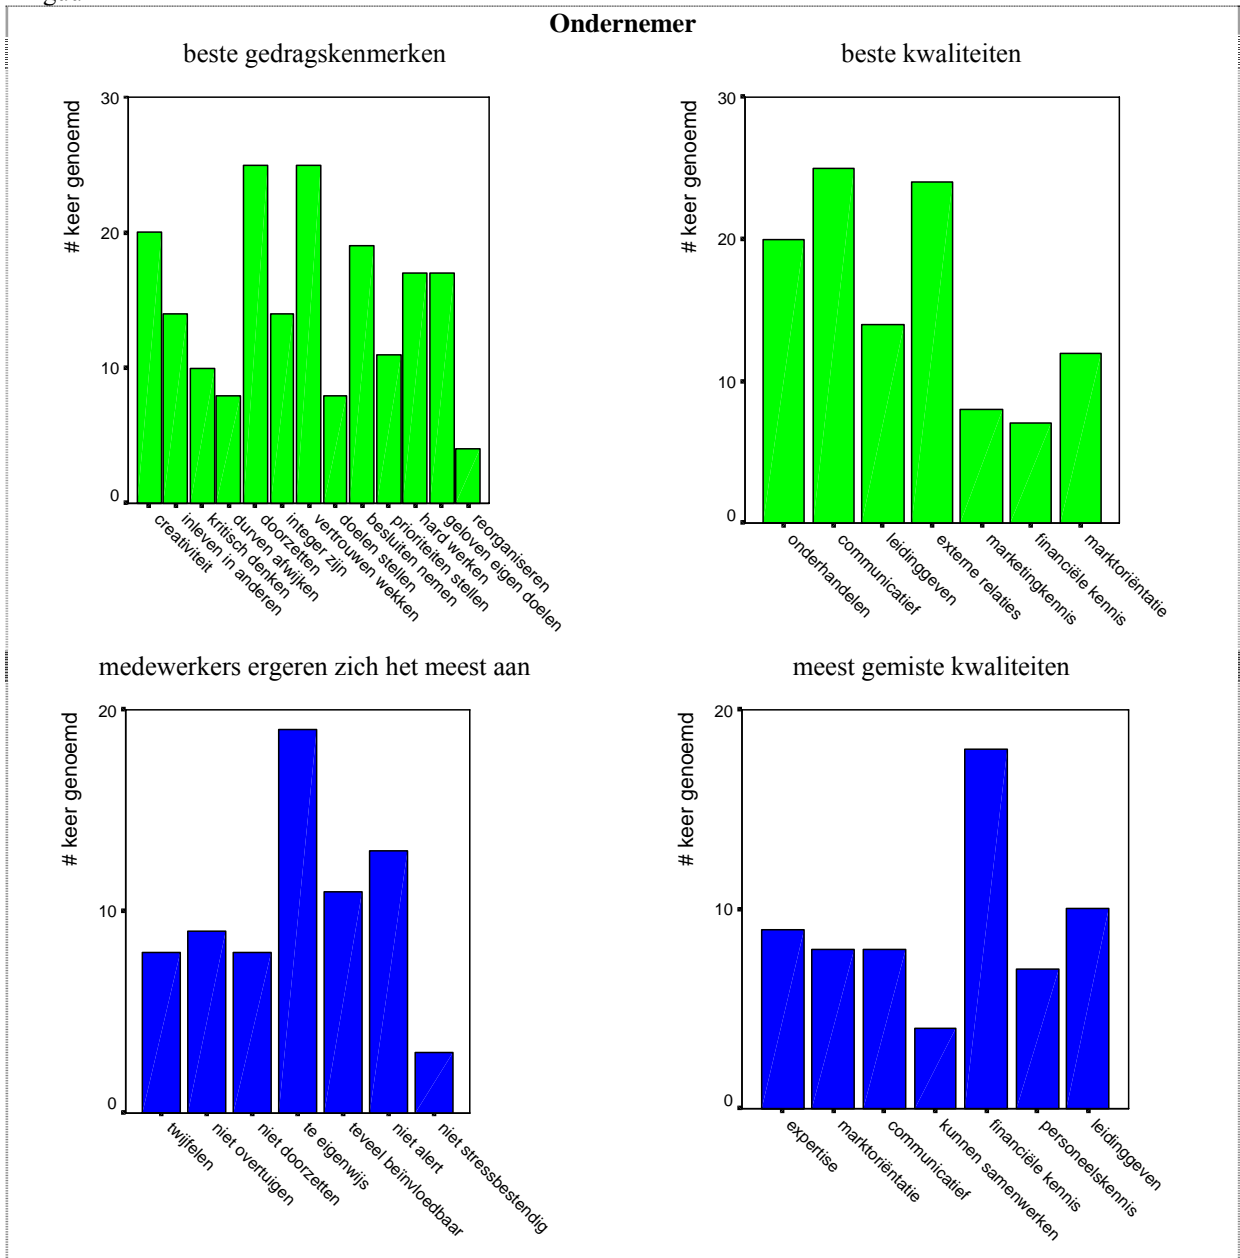 Ondernemer
beste gedragskenmerken
beste kwaliteiten
# keer genoemd
30
20
10
0
creativiteit
inleven in anderen
kritisch denken
durven afwijken
doorzetten
integer zijn
vertrouwen wekken
doelen stellen
besluiten nemen
prioriteiten stellen
hard werken
geloven eigen doelen
reorganiseren
# keer genoemd
30
20
10
0
onderhandelen
communicatief
leidinggeven
externe relaties
marketingkennis
financiële kennis
marktoriëntatie
medewerkers ergeren zich het meest aan
meest gemiste kwaliteiten
# keer genoemd
20
10
0
twijfelen
niet overtuigen
niet doorzetten
te eigenwijs
teveel beïnvloedbaar
niet alert
niet stressbestendig
# keer genoemd
20
10
0
expertise
marktoriëntatie
communicatief
kunnen samenwerken
financiële kennis
personeelskennis
leidinggeven